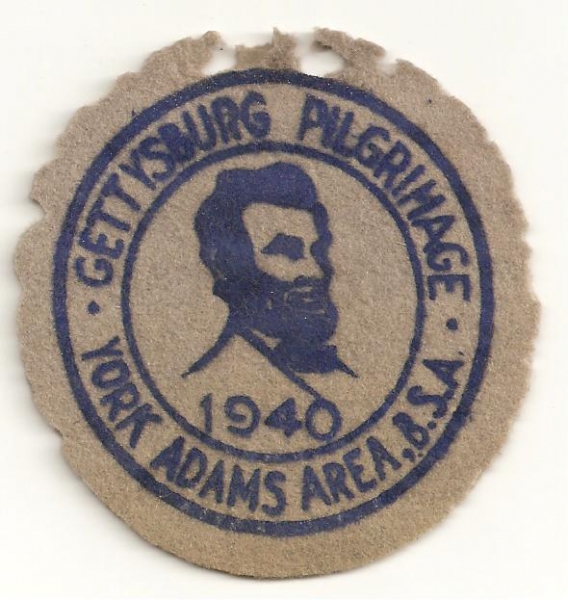 · GETTYSBURG PILGRIMAGE ·
1940
YORK ADAMS AREA, B.S.A.